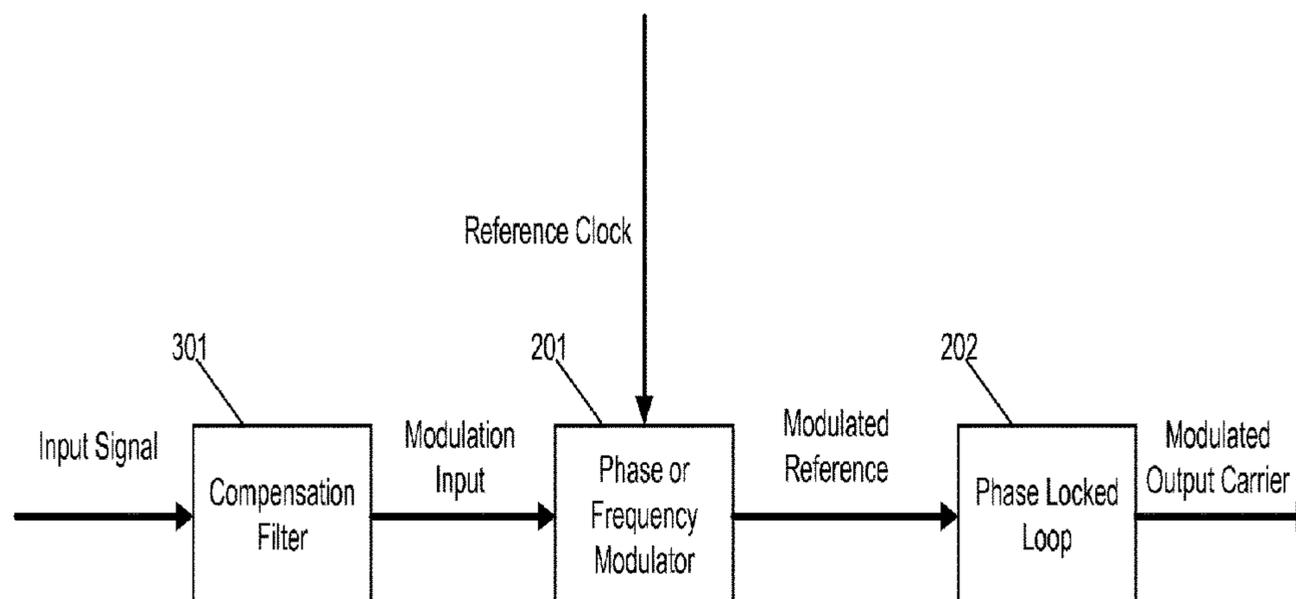 Reference Clock
301
201
202
Input Signal
Compensation
Filter
Modulation
Input
Phase or
Frequency
Modulator
Modulated
Reference
Phase Locked
Loop
Modulated
Output Carrier